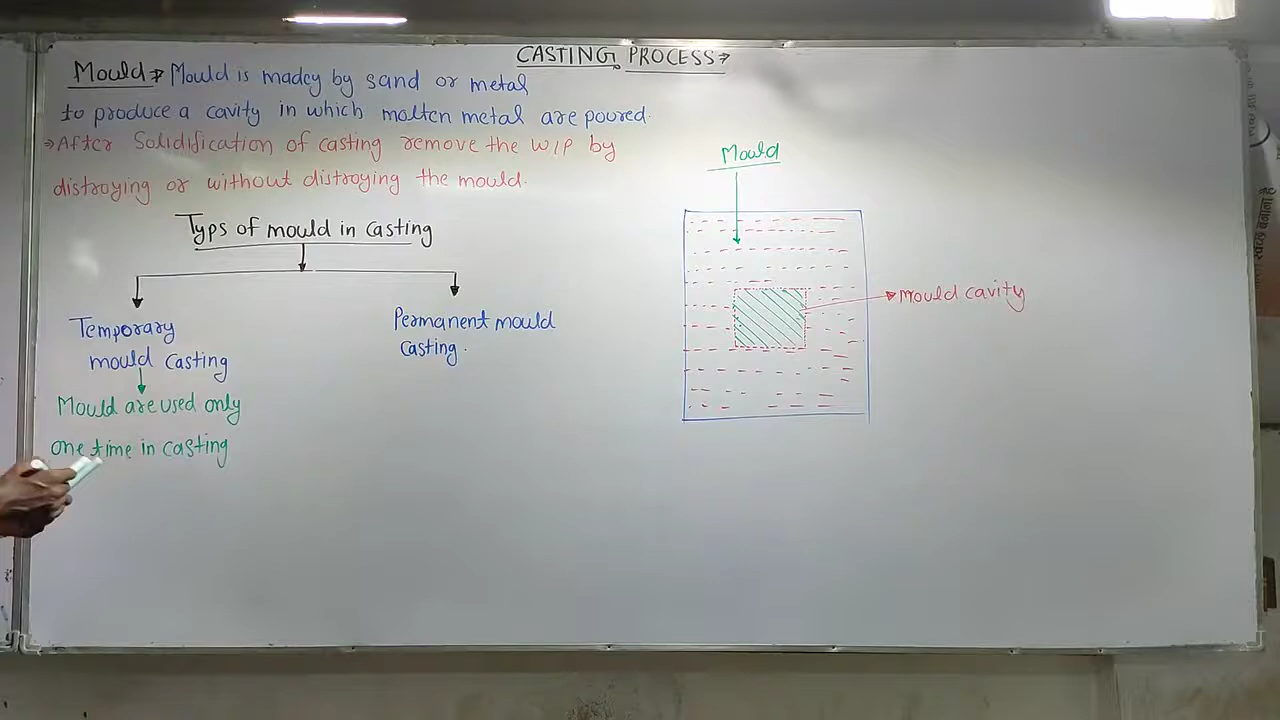 CASTING PROCESS→
Mould→ Mould is madey by sand or metal
to produce a cavity in which molten metal are poured.
→ After Solidification of casting remove the W/P by
distroying or without distroying the mould.
Typs of mould in casting
Temporary
mould casting
Mould are used only
one time in casting
Permanent mould
casting.
Mould
Mould cavity